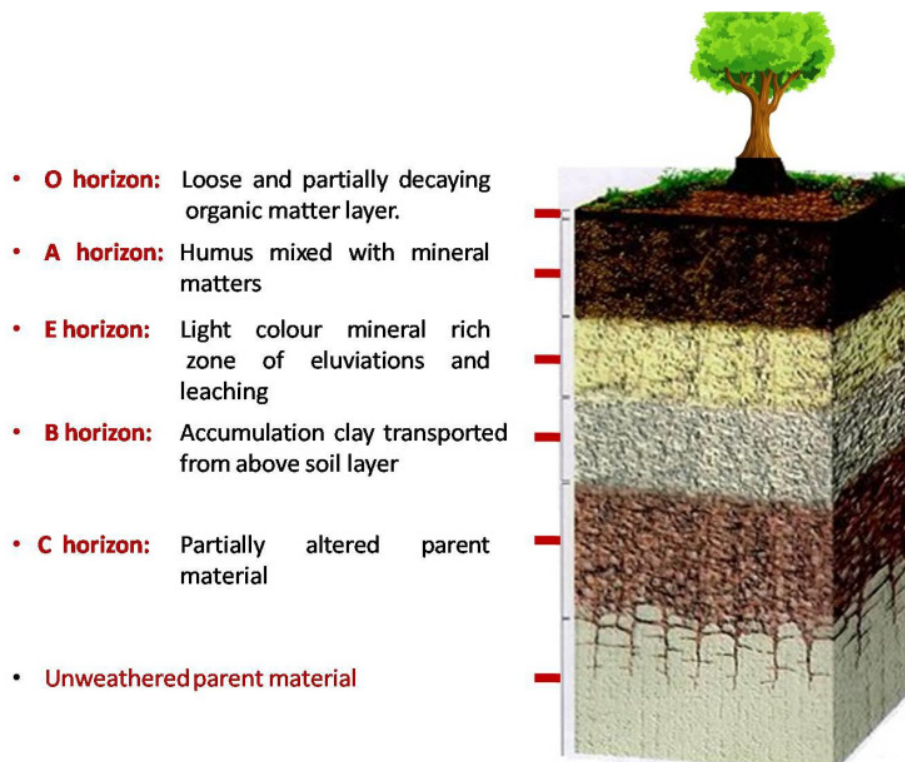 • O horizon: Loose and partially decaying
organic matter layer.
• A horizon: Humus mixed with mineral
matters
• E horizon: Light colour mineral rich
zone of eluviations and
leaching
• B horizon: Accumulation clay transported
from above soil layer
• C horizon: Partially altered parent
material
• Unweathered parent material